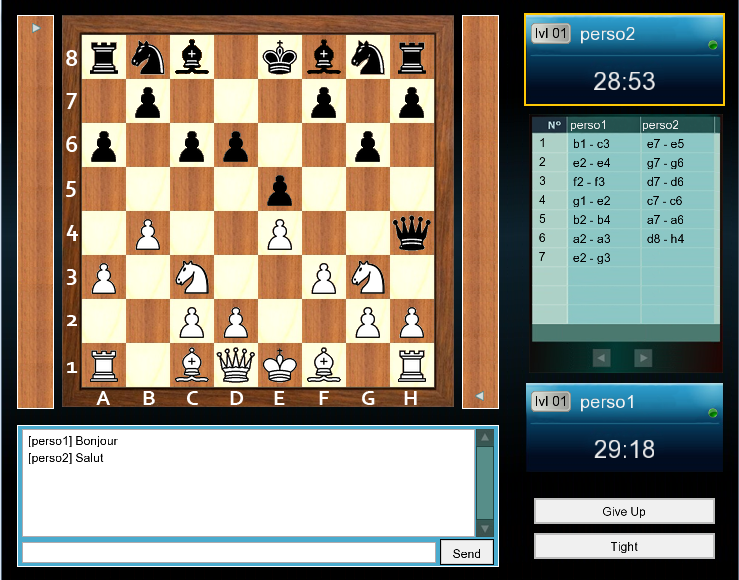 8
7
6
5
4
3
2
1
A B C D E F G H
[perso1] Bonjour
[perso2] Salut
Send
lvl 01 perso2
28:53
N° perso1 perso2
1 b1 - c3 e7 - e5
2 e2 - e4 g7 - g6
3 f2 - f3 d7 - d6
4 g1 - e2 c7 - c6
5 b2 - b4 a7 - a6
6 a2 - a3 d8 - h4
7 e2 - g3
lvl 01 perso1
29:18
Give Up
Tight